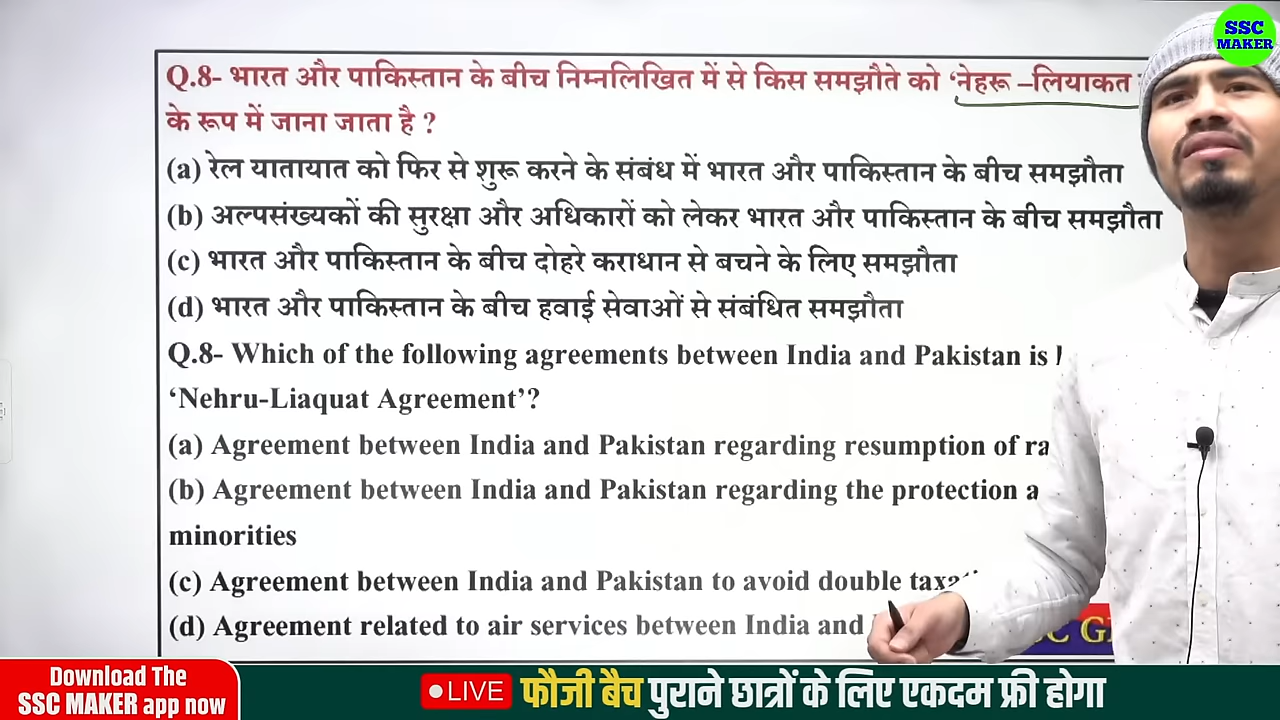 SSC
MAKER
Q.8- भारत और पाकिस्तान के बीच निम्नलिखित में से किस समझौते को ‘नेहरू –लियाकत
के रूप में जाना जाता है ?
(a) रेल यातायात को फिर से शुरू करने के संबंध में भारत और पाकिस्तान के बीच समझौता
(b) अल्पसंख्यकों की सुरक्षा और अधिकारों को लेकर भारत और पाकिस्तान के बीच समझौता
(c) भारत और पाकिस्तान के बीच दोहरे कराधान से बचने के लिए समझौता
(d) भारत और पाकिस्तान के बीच हवाई सेवाओं से संबंधित समझौता
Q.8- Which of the following agreements between India and Pakistan is
‘Nehru-Liaquat Agreement’?
(a) Agreement between India and Pakistan regarding resumption of
(b) Agreement between India and Pakistan regarding the protection
minorities
(c) Agreement between India and Pakistan to avoid double
(d) Agreement related to air services between India and
Download The
SSC MAKER app now
LIVE
फौजी बैच पुराने छात्रों के लिए एकदम फ्री होगा